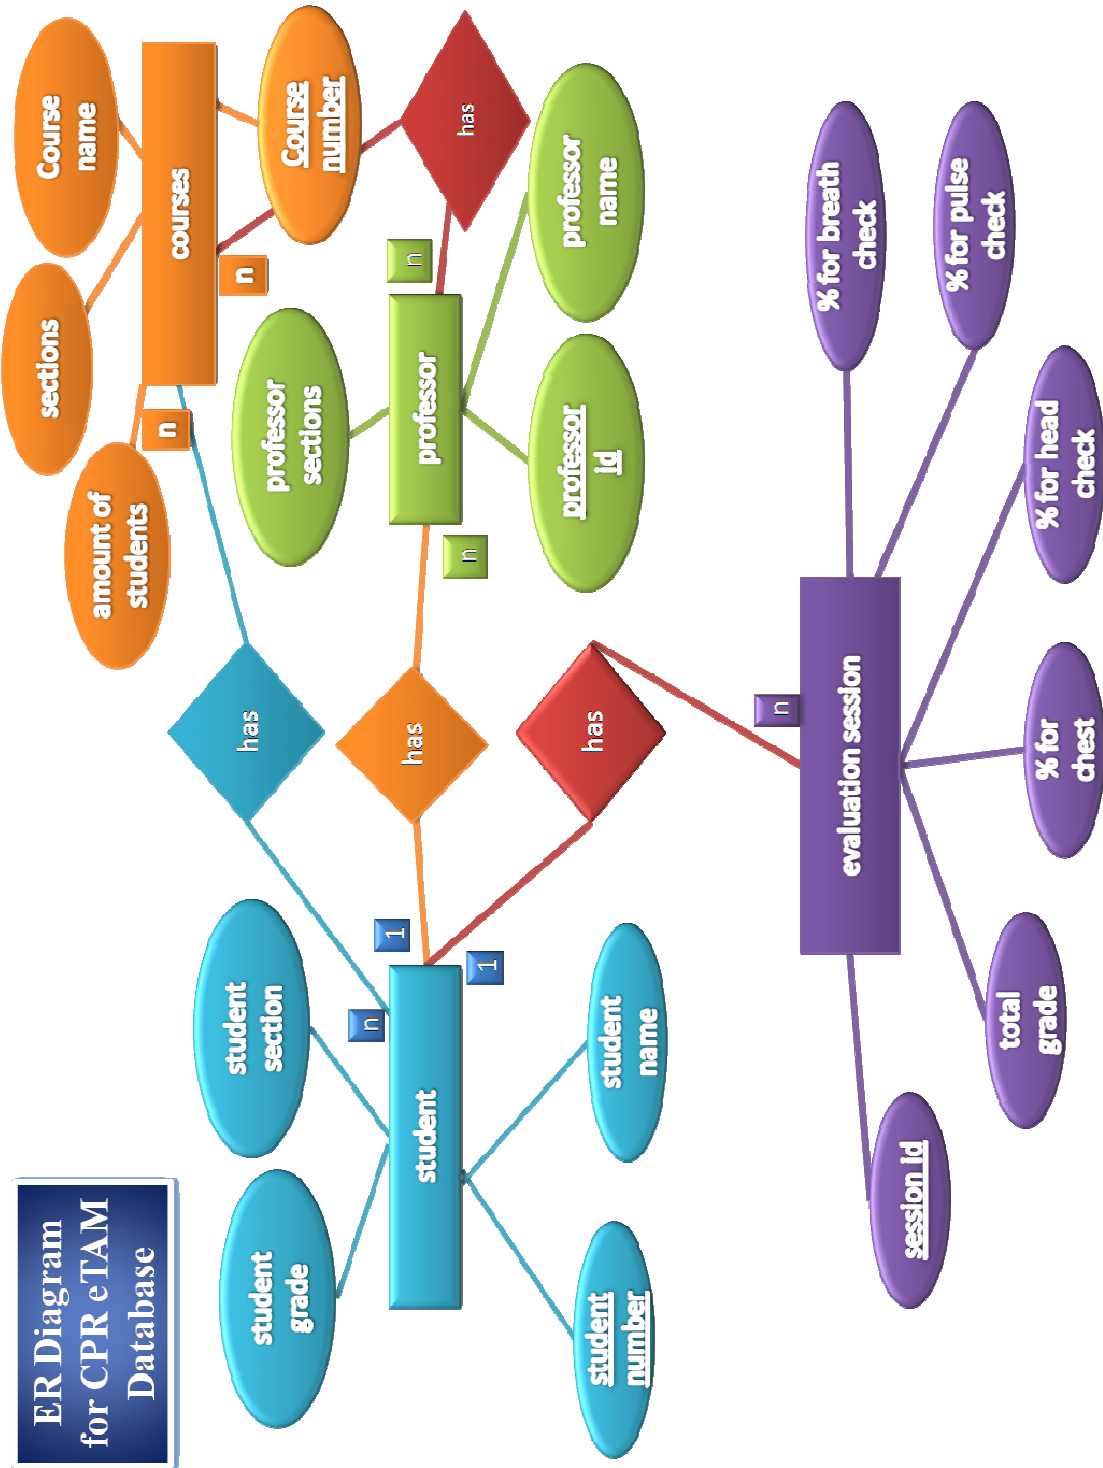 ER Diagram
for CPR eTAM
Database
student
grade
student
section
student
student
number
student
name
n
1
1
has
has
has
amount of
students
sections
Course
name
courses
Course
number
n
n
has
professor
sections
professor
n
n
professor
id
professor
name
n
evaluation session
session id
total
grade
% for
chest
% for head
check
% for pulse
check
% for breath
check